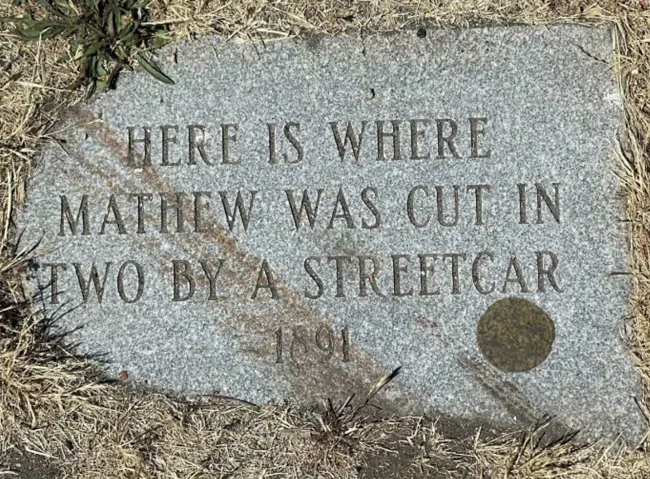 HERE IS WHERE
MATHEW WAS CUT IN
TWO BY A STREETCAR
1891